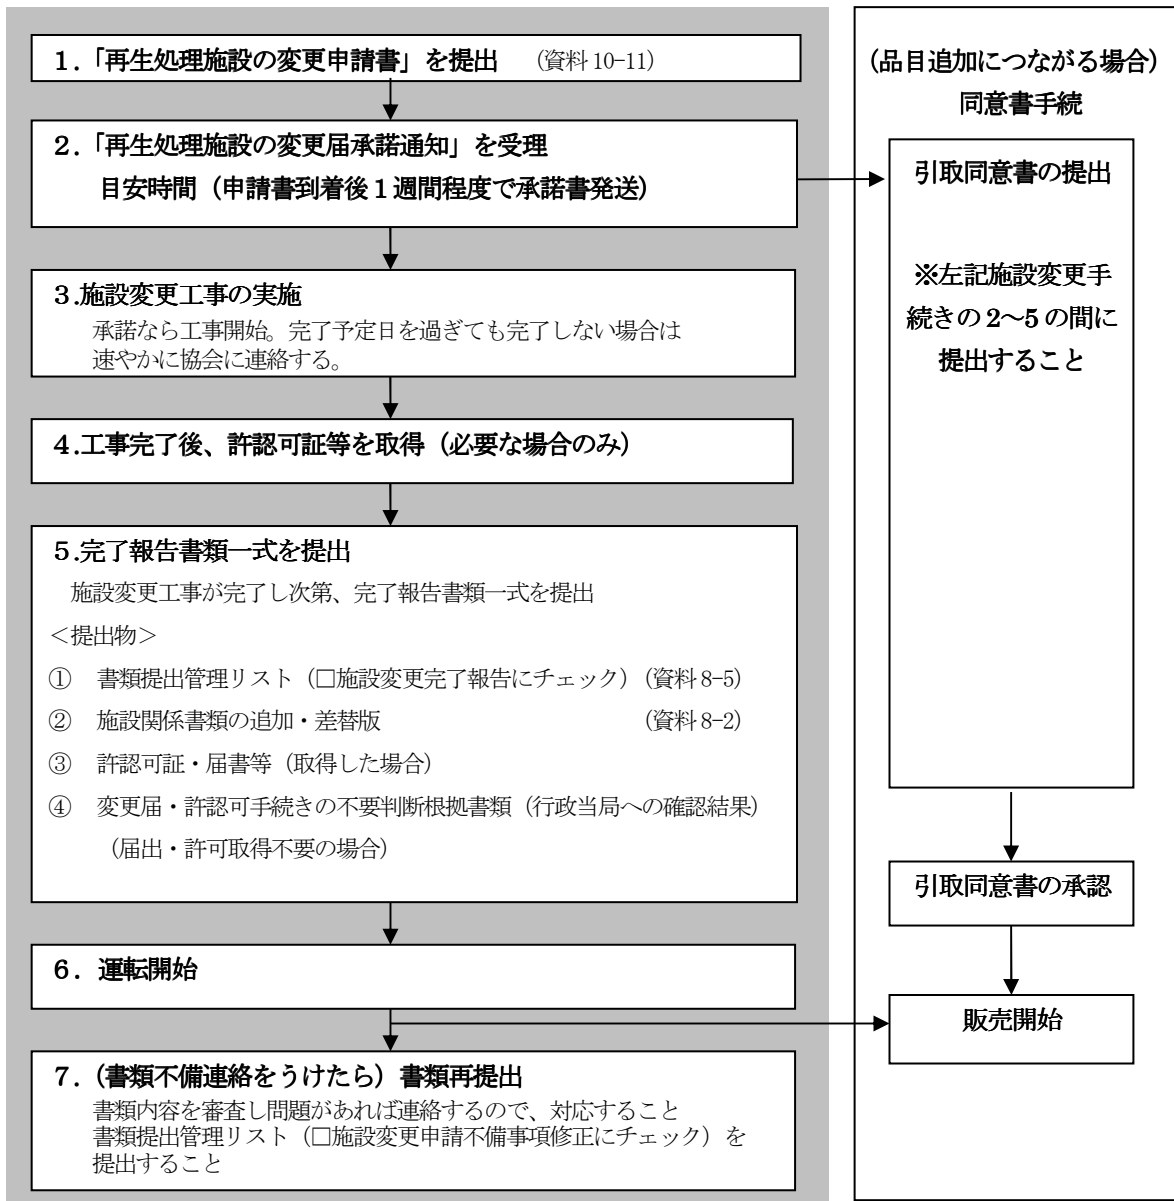 １．「再生処理施設の変更申請書」を提出 （資料 10-11）
２．「再生処理施設の変更届承諾通知」を受理
目安時間（申請書到着後 1 週間程度で承諾書発送）
３.施設変更工事の実施
承諾なら工事開始。完了予定日を過ぎても完了しない場合は
速やかに協会に連絡する。
４.工事完了後、許認可証等を取得（必要な場合のみ）
５.完了報告書類一式を提出
施設変更工事が完了し次第、完了報告書類一式を提出
＜提出物＞
① 書類提出管理リスト（□施設変更完了報告にチェック）（資料 8-5）
② 施設関係書類の追加・差替版 （資料 8-2）
③ 許認可証・届書等（取得した場合）
④ 変更届・許認可手続きの不要判断根拠書類（行政当局への確認結果）
（届出・許可取得不要の場合）
６．運転開始
７．（書類不備連絡をうけたら）書類再提出
書類内容を審査し問題があれば連絡するので、対応すること
書類提出管理リスト（□施設変更申請不備事項修正にチェック）を
提出すること
（品目追加につながる場合）
同意書手続
引取同意書の提出
※左記施設変更手
続きの 2～5 の間に
提出すること
引取同意書の承認
販売開始